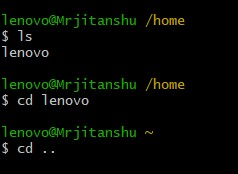 lenovo@Mrjitanshu /home
$ ls
lenovo
lenovo@Mrjitanshu /home
$ cd lenovo
lenovo@Mrjitanshu ~
$ cd ..